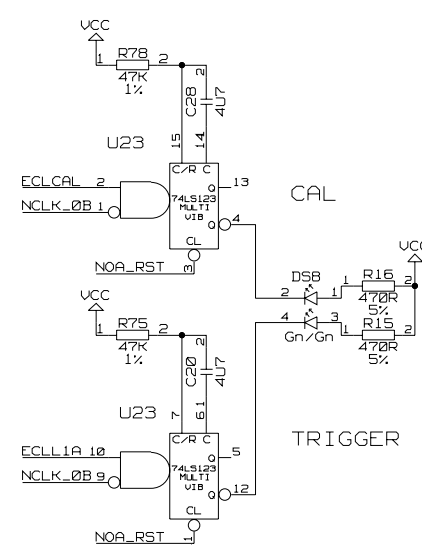 VCC
1 R78 2
47K
1%
C28
2
4U7
U23
15
14
C/R C
ECLCAL 2
NCLK_0B 1
74LS123
MULTI
VIB
Q 13
Q 4
CL
NOA_RST
3
CAL
VCC
DS8
2 1
1 R16 2
470R
5%
4 3
Gn/Gn
1 R15 2
470R
5%
VCC
1 R75 2
47K
1%
C20
2
4U7
1
U23
7
6
C/R C
ECLL1A 10
NCLK_0B 9
74LS123
MULTI
VIB
Q 5
Q 12
CL
NOA_RST
1
TRIGGER